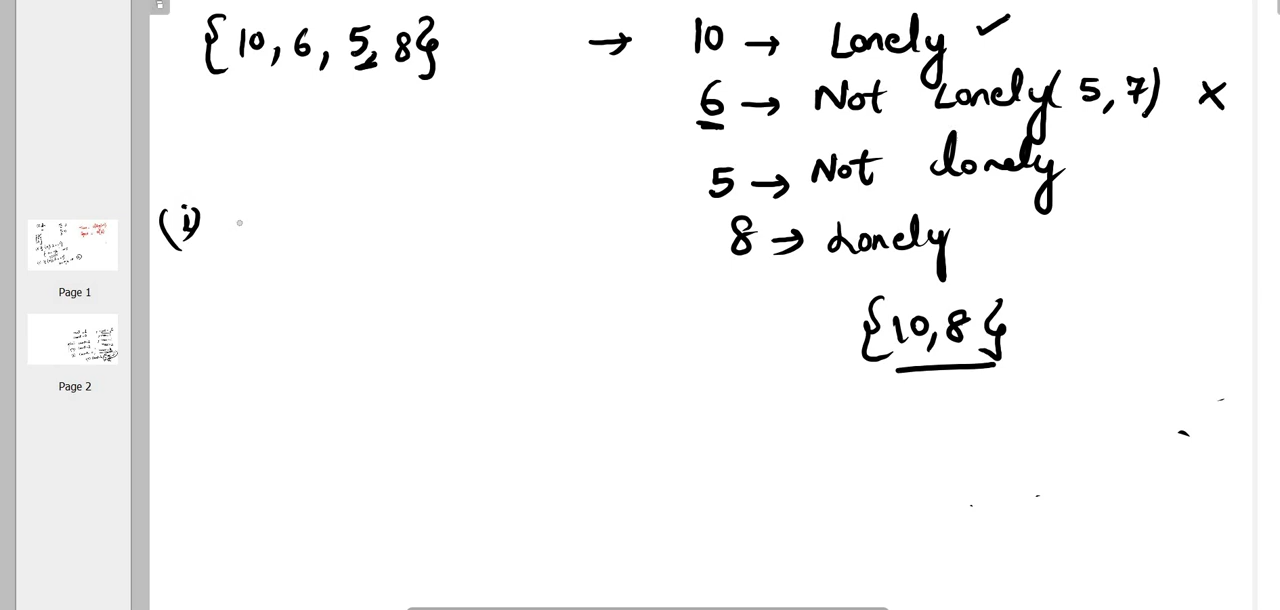 {10, 6, 5, 8} → 10 → Lonely ✓
6 → Not Lonely( 5, 7) ×
5 → Not lonely
8 → Lonely
(i)
{10, 8}
Page 1
Page 2